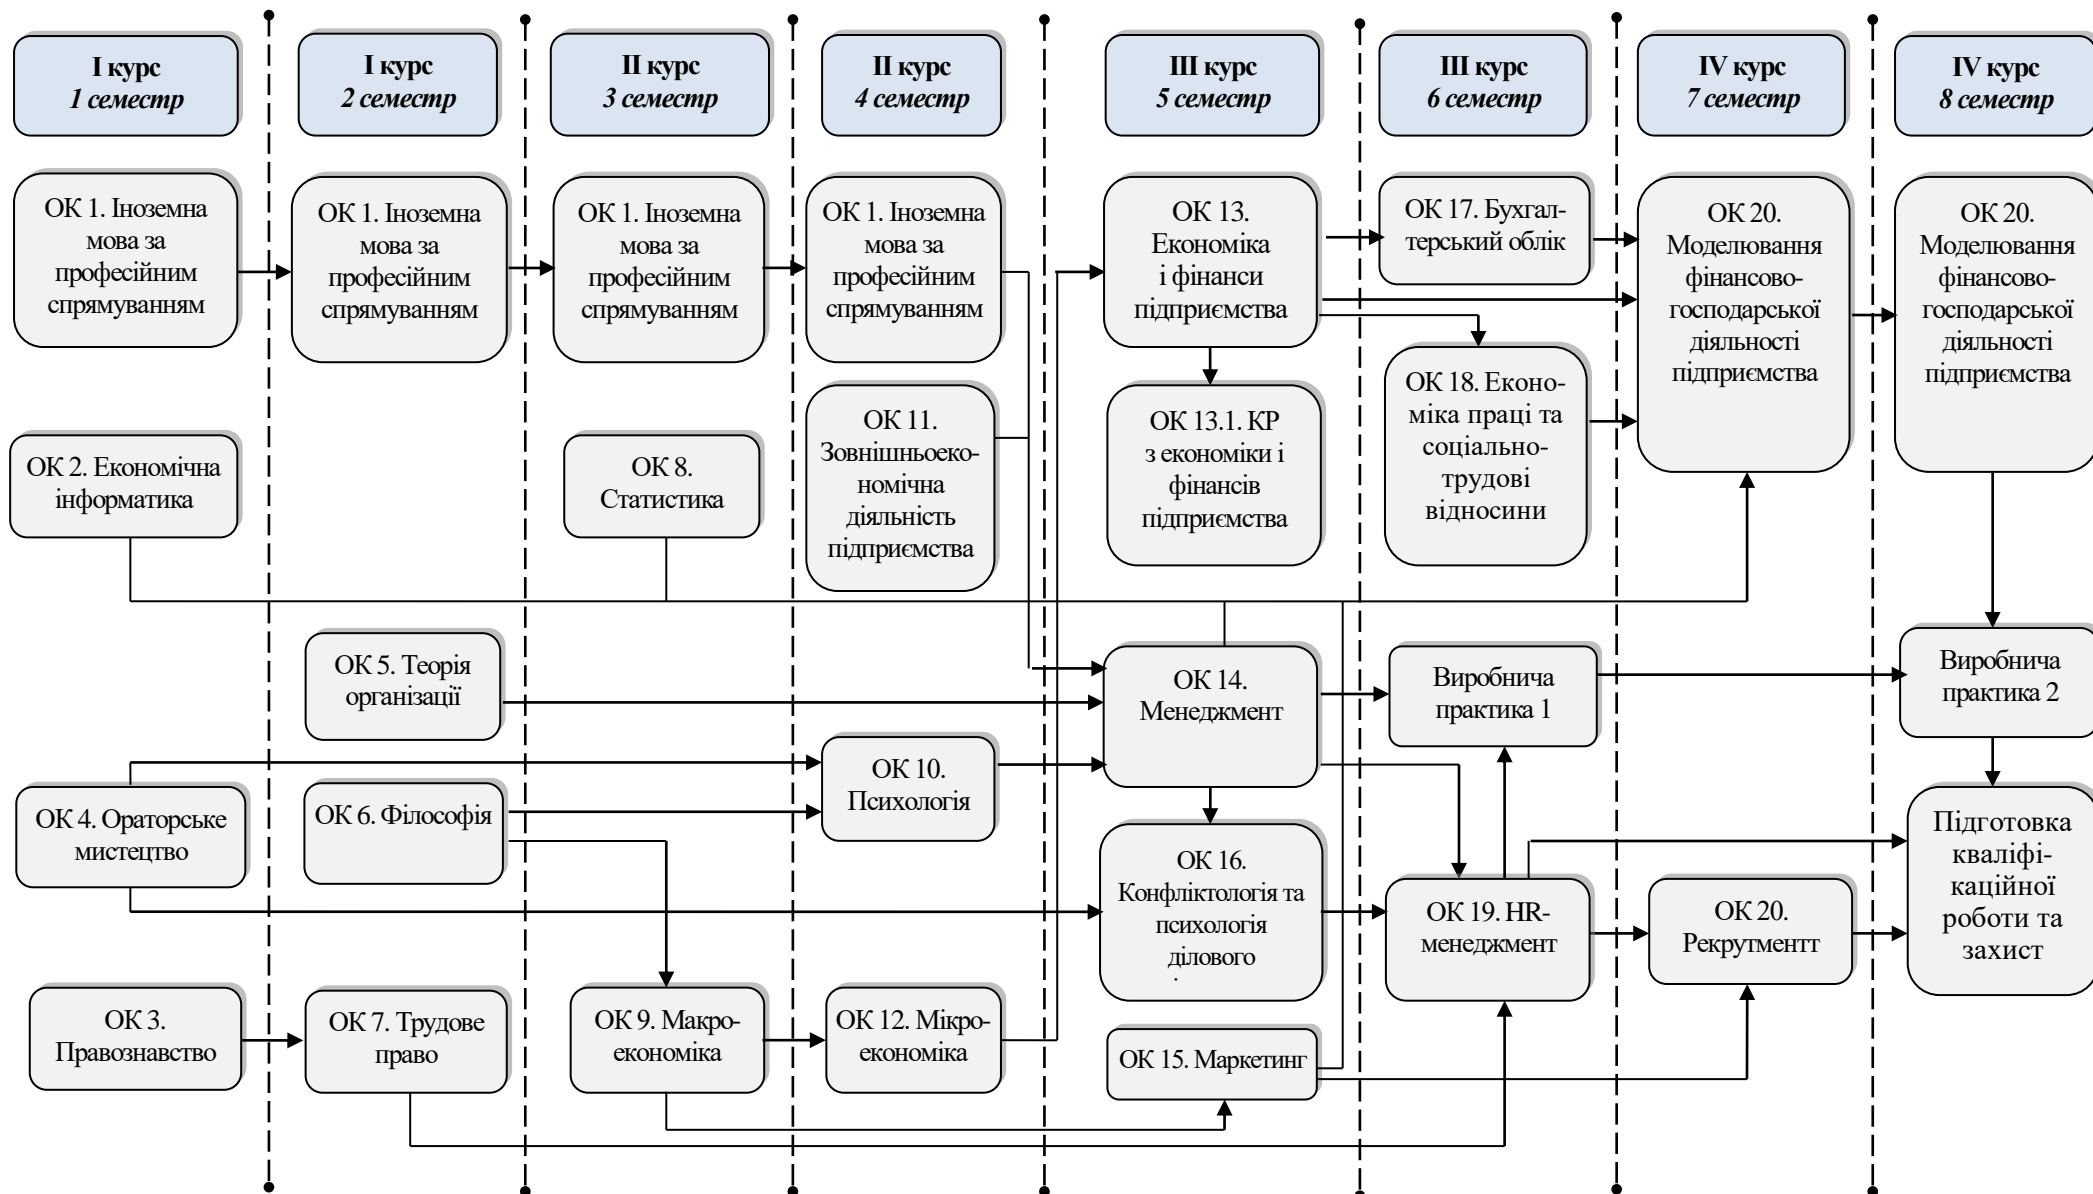 I курс
1 семестр
I курс
2 семестр
II курс
3 семестр
II курс
4 семестр
III курс
5 семестр
III курс
6 семестр
IV курс
7 семестр
IV курс
8 семестр
ОК 1. Іноземна
мова за
професійним
спрямуванням
ОК 1. Іноземна
мова за
професійним
спрямуванням
ОК 1. Іноземна
мова за
професійним
спрямуванням
ОК 1. Іноземна
мова за
професійним
спрямуванням
ОК 13.
Економіка
і фінанси
підприємства
ОК 17. Бухгал-
терський облік
ОК 20.
Моделювання
фінансово-
господарської
діяльності
підприємства
ОК 20.
Моделювання
фінансово-
господарської
діяльності
підприємства
ОК 2. Економічна
інформатика
ОК 8.
Статистика
ОК 11.
Зовнішньоеко-
номічна
діяльність
підприємства
ОК 13.1. КР
з економіки і
фінансів
підприємства
ОК 18. Еконо-
міка праці та
соціально-
трудові
відносини
ОК 5. Теорія
організації
ОК 14.
Менеджмент
Виробнича
практика 1
Виробнича
практика 2
ОК 4. Ораторське
мистецтво
ОК 6. Філософія
ОК 10.
Психологія
ОК 16.
Конфліктологія та
психологія
ділового
ОК 19. HR-
менеджмент
ОК 20.
Рекрутментт
Підготовка
кваліфі-
каційної
роботи та
захист
ОК 3.
Правознавство
ОК 7. Трудове
право
ОК 9. Макро-
економіка
ОК 12. Мікро-
економіка
ОК 15. Маркетинг